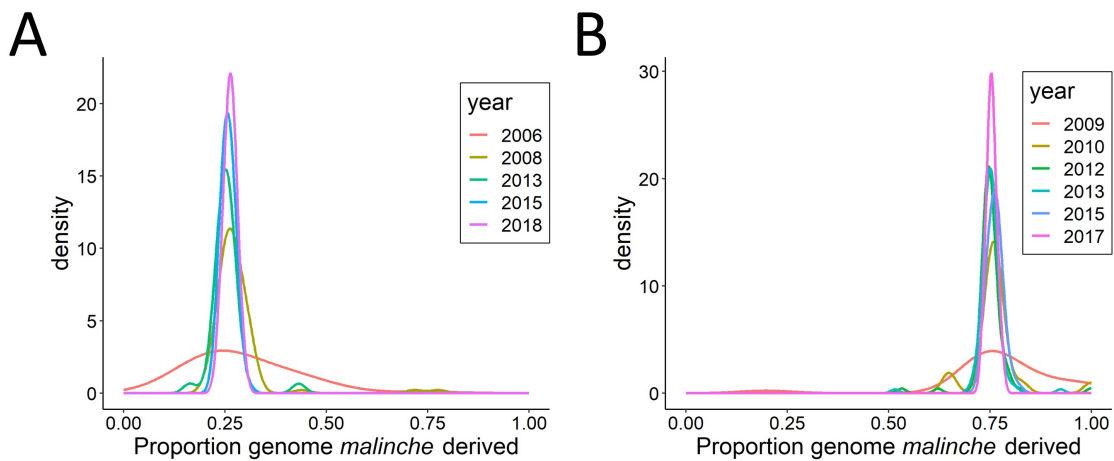 A
density
20
15
10
5
0
0.00 0.25 0.50 0.75 1.00
Proportion genome malinche derived
year
2006
2008
2013
2015
2018
B
density
30
20
10
0
0.00 0.25 0.50 0.75 1.00
Proportion genome malinche derived
year
2009
2010
2012
2013
2015
2017